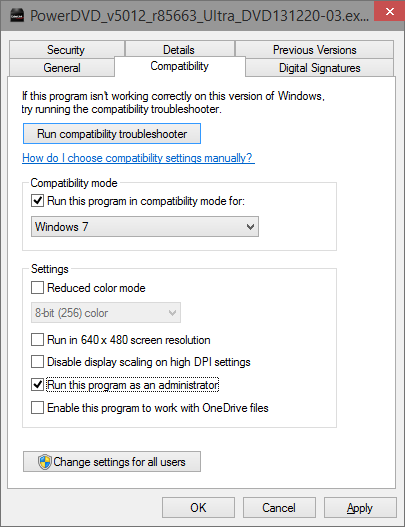 PowerDVD_v5012_r85663_Ultra_DVD131220-03.ex...
Security Details Previous Versions
General Compatibility Digital Signatures
If this program isn't working correctly on this version of Windows,
try running the compatibility troubleshooter.
Run compatibility troubleshooter
How do I choose compatibility settings manually?
Compatibility mode
Run this program in compatibility mode for:
Windows 7
Settings
Reduced color mode
8-bit (256) color
Run in 640 x 480 screen resolution
Disable display scaling on high DPI settings
Run this program as an administrator
Enable this program to work with OneDrive files
Change settings for all users
OK Cancel Apply